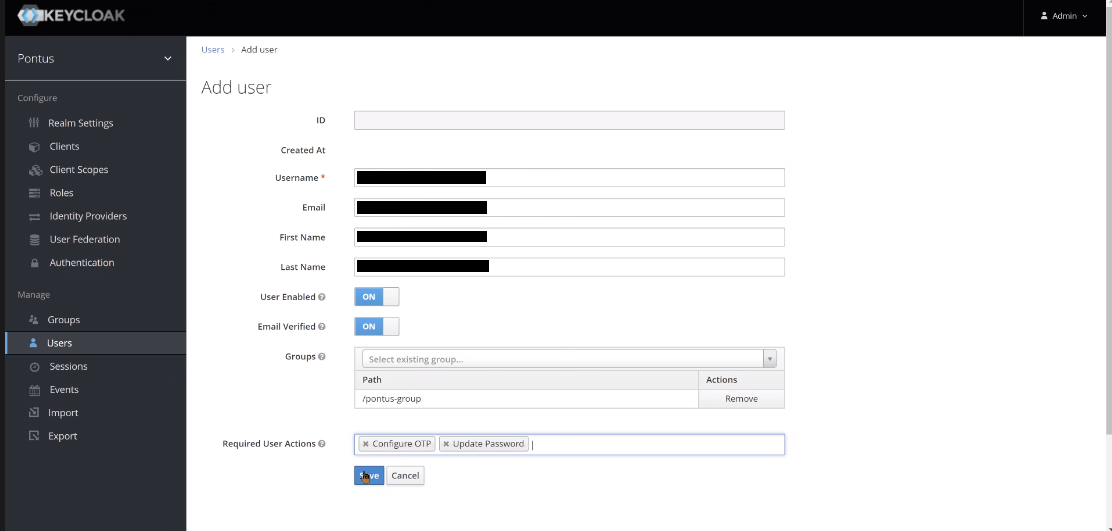 KEYCLOAK
Admin
Pontus
Users > Add user
Configure
Realm Settings
Clients
Client Scopes
Roles
Identity Providers
User Federation
Authentication
Manage
Groups
Users
Sessions
Events
Import
Export
Add user
ID
Created At
Username *
Email
First Name
Last Name
User Enabled
ON
Email Verified
ON
Groups
Select existing group...
Path Actions
/pontus-group Remove
Required User Actions
Configure OTP Update Password
Save Cancel